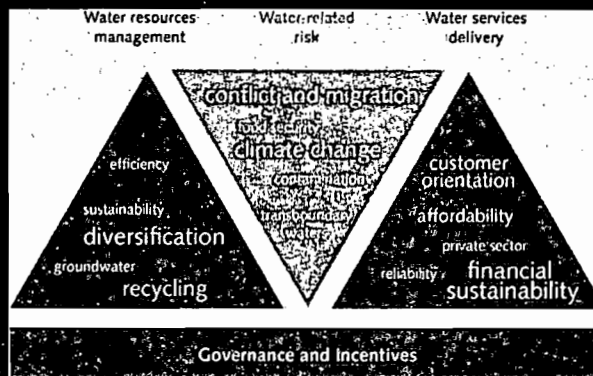 Water resources
management
Water-related
risk
Water services
delivery
efficiency
sustainability
diversification
groundwater
recycling
conflict and migration
food security
climate change
contamination
transboundary
water
customer
orientation
affordability
private sector
reliability
financial
sustainability
Governance and Incentives